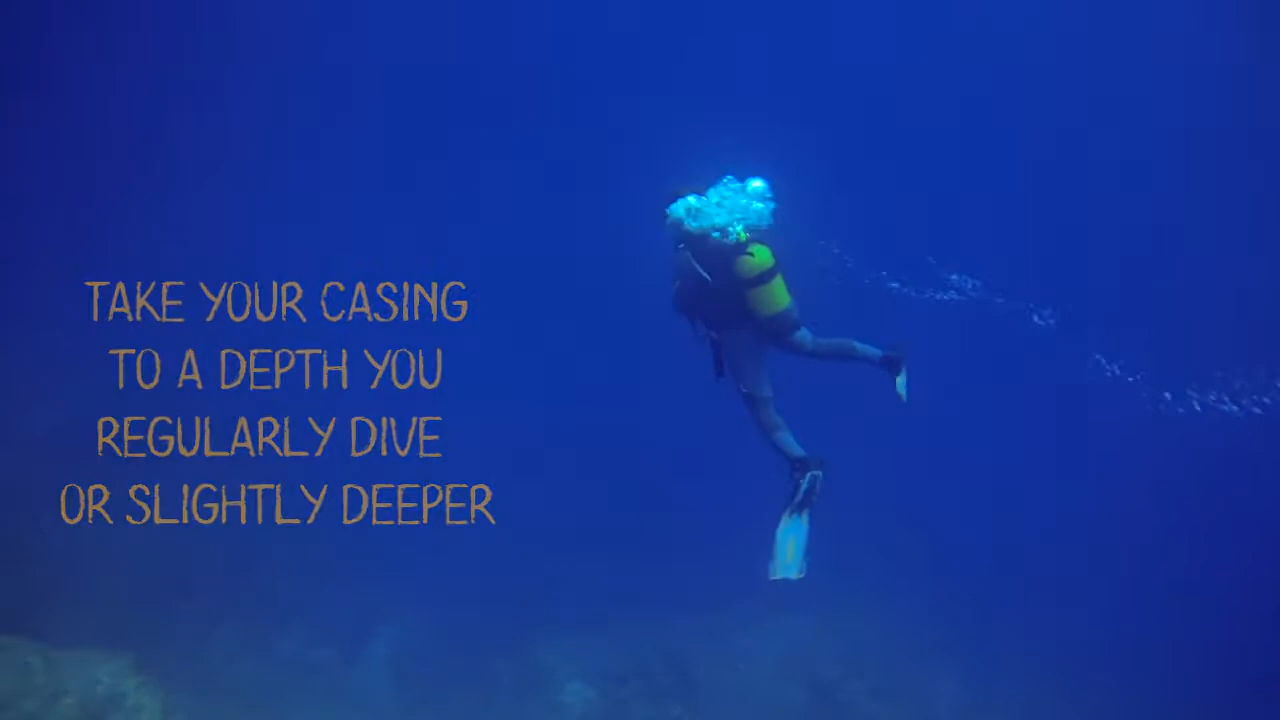 TAKE YOUR CASING
TO A DEPTH YOU
REGULARLY DIVE
OR SLIGHTLY DEEPER